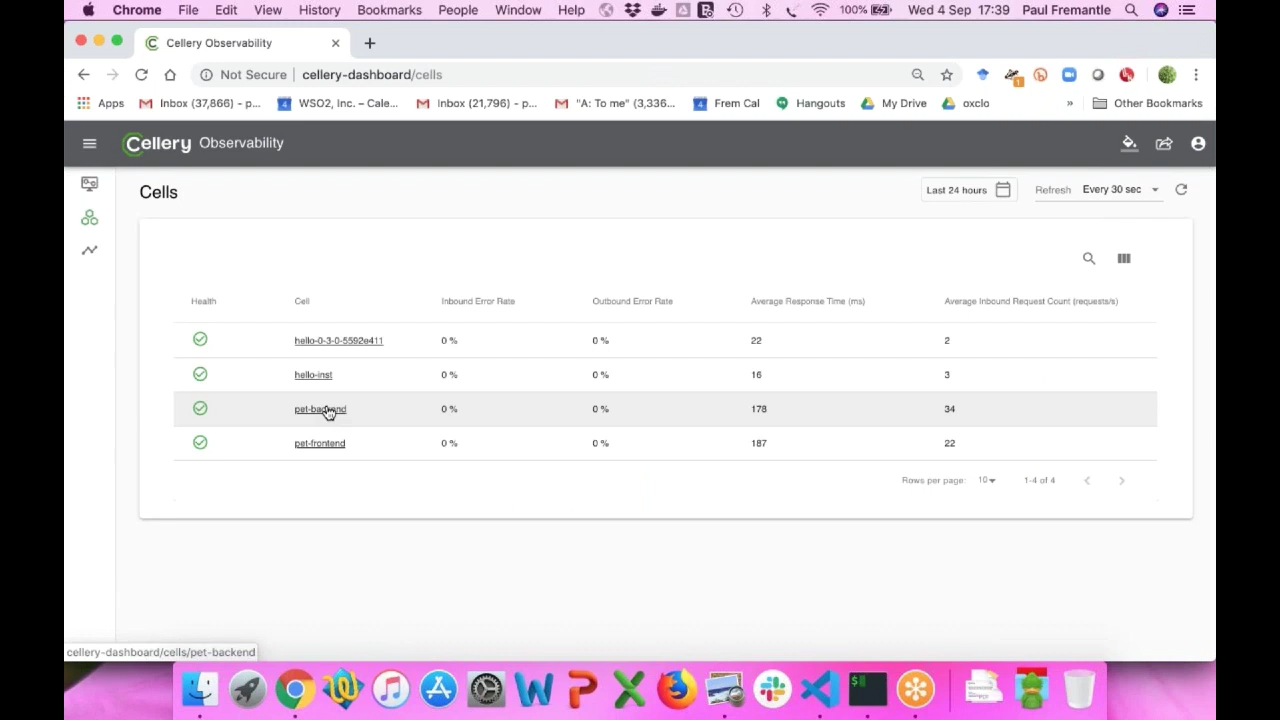 Chrome File Edit View History Bookmarks People Window Help 100% Wed 4 Sep 17:39 Paul Fremantle
Cellery Observability
Not Secure cellery-dashboard/cells
Apps Inbox (37,866) - p... WSO2, Inc. – Cale... Inbox (21,796) - p... "A: To me" (3,336... Frem Cal Hangouts My Drive oxclo » Other Bookmarks
Cellery Observability
Cells Last 24 hours Refresh Every 30 sec
Health Cell Inbound Error Rate Outbound Error Rate Average Response Time (ms) Average Inbound Request Count (requests/s)
hello-0-3-0-5592e411 0 % 0 % 22 2
hello-inst 0 % 0 % 16 3
pet-backend 0 % 0 % 178 34
pet-frontend 0 % 0 % 187 22
Rows per page: 10 1-4 of 4
cellery-dashboard/cells/pet-backend